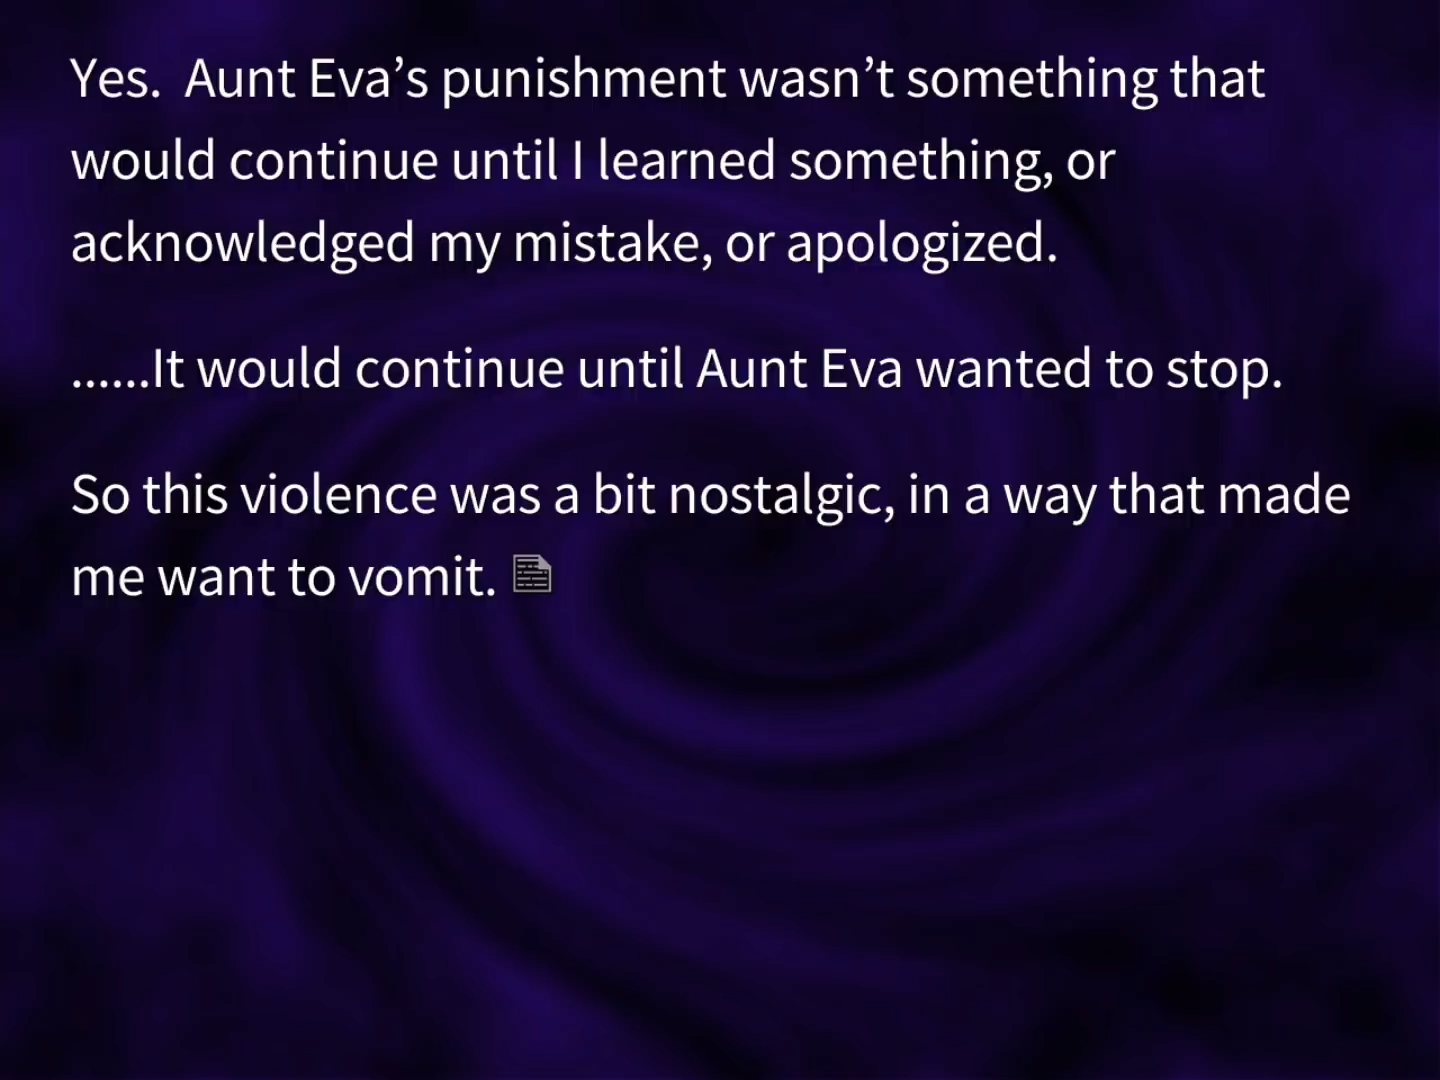 Yes.  Aunt Eva’s punishment wasn’t something that
would continue until I learned something, or
acknowledged my mistake, or apologized.
......It would continue until Aunt Eva wanted to stop.
So this violence was a bit nostalgic, in a way that made
me want to vomit.